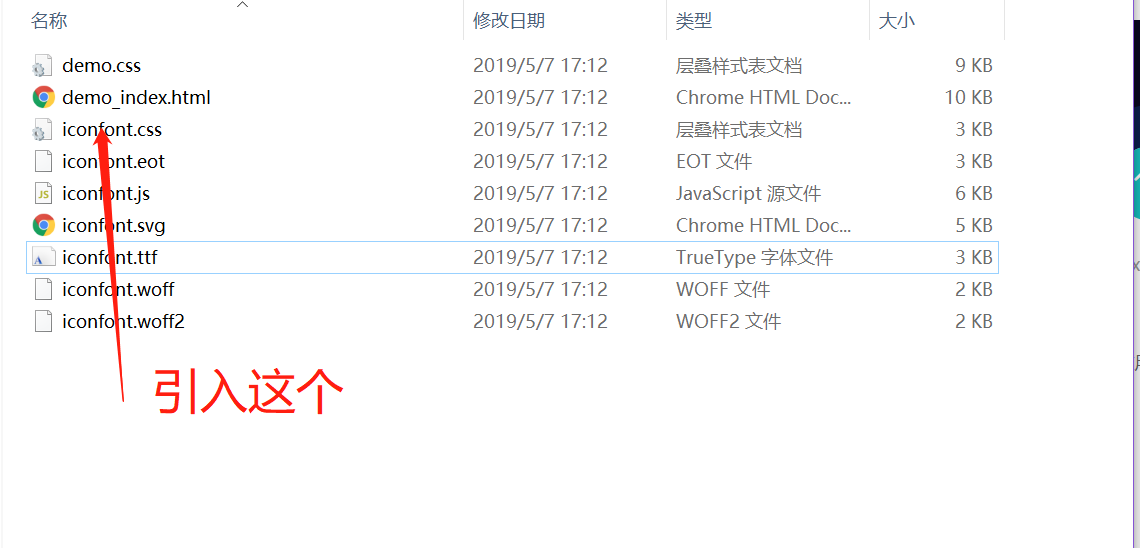 名称 修改日期 类型 大小
demo.css 2019/5/7 17:12 层叠样式表文档 9 KB
demo_index.html 2019/5/7 17:12 Chrome HTML Doc... 10 KB
iconfont.css 2019/5/7 17:12 层叠样式表文档 3 KB
iconfont.eot 2019/5/7 17:12 EOT 文件 3 KB
iconfont.js 2019/5/7 17:12 JavaScript 源文件 6 KB
iconfont.svg 2019/5/7 17:12 Chrome HTML Doc... 5 KB
iconfont.ttf 2019/5/7 17:12 TrueType 字体文件 3 KB
iconfont.woff 2019/5/7 17:12 WOFF 文件 2 KB
iconfont.woff2 2019/5/7 17:12 WOFF2 文件 2 KB
引入这个